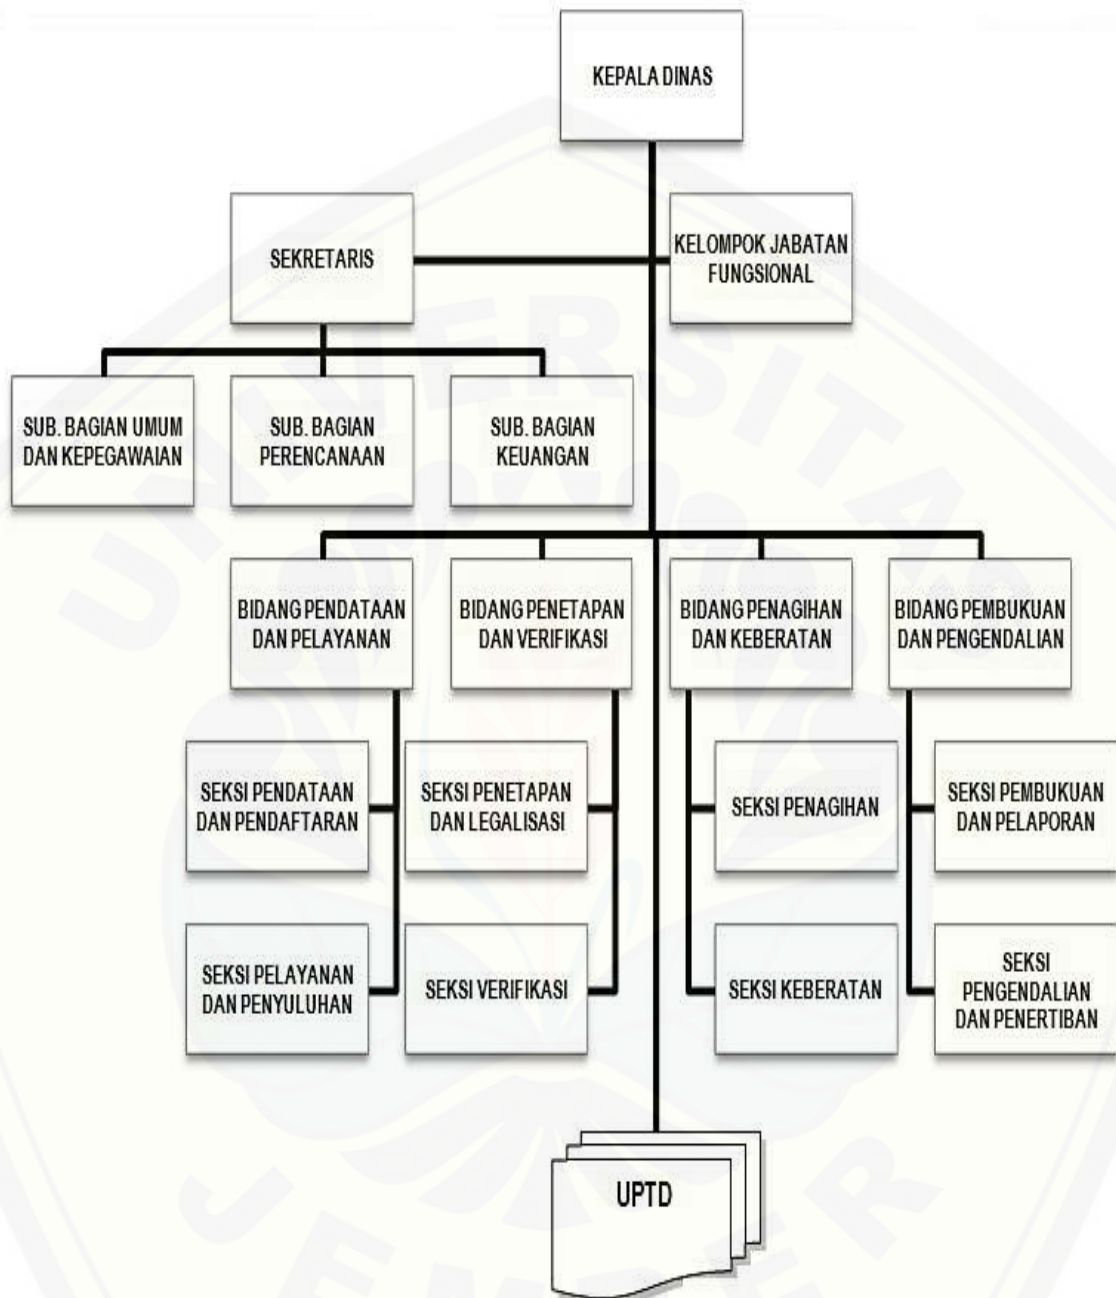 KEPALA DINAS
SEKRETARIS
KELOMPOK JABATAN
FUNGSIONAL
SUB. BAGIAN UMUM
DAN KEPEGAWAIAN
SUB. BAGIAN
PERENCANAAN
SUB. BAGIAN
KEUANGAN
BIDANG PENDATAAN
DAN PELAYANAN
BIDANG PENETAPAN
DAN VERIFIKASI
BIDANG PENAGIHAN
DAN KEBERATAN
BIDANG PEMBUKUAN
DAN PENGENDALIAN
SEKSI PENDATAAN
DAN PENDAFTARAN
SEKSI PENETAPAN
DAN LEGALISASI
SEKSI PENAGIHAN
SEKSI PEMBUKUAN
DAN PELAPORAN
SEKSI PELAYANAN
DAN PENYULUHAN
SEKSI VERIFIKASI
SEKSI KEBERATAN
SEKSI
PENGENDALIAN
DAN PENERTIBAN
UPTD
UNIVERSITAS
JEMBER